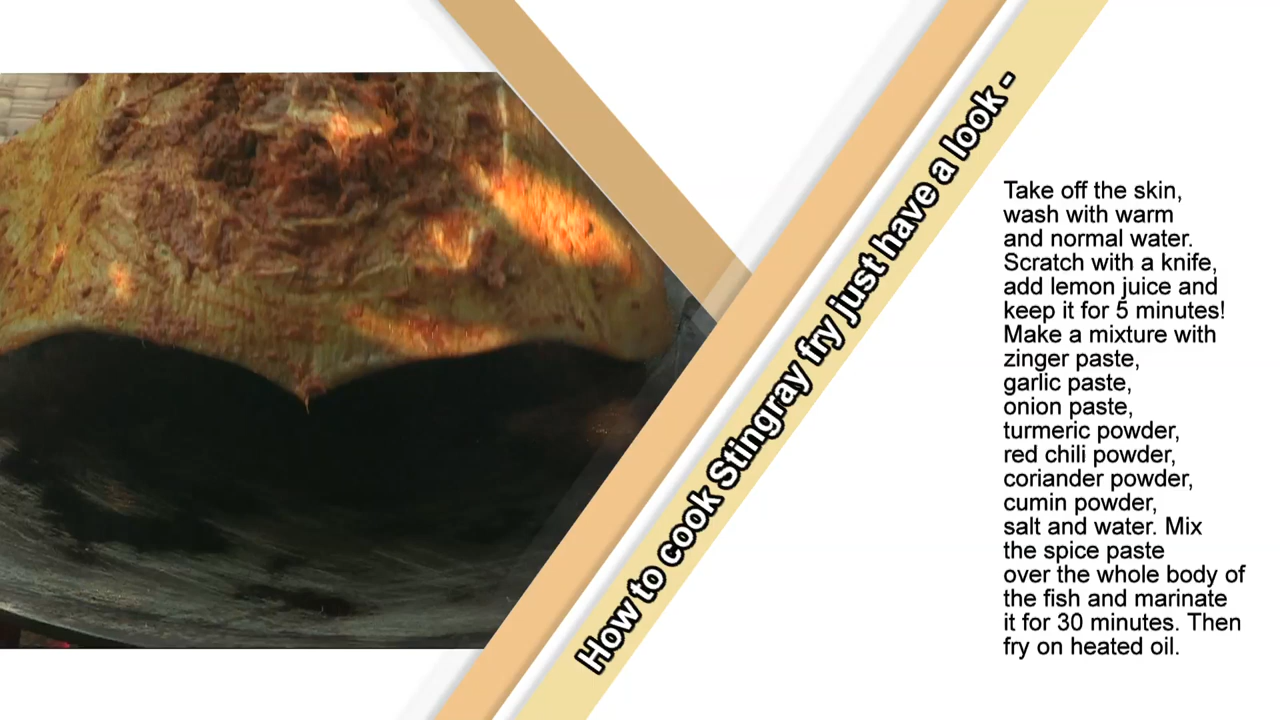 How to cook Stingray fry just have a look -
Take off the skin,
wash with warm
and normal water.
Scratch with a knife,
add lemon juice and
keep it for 5 minutes!
Make a mixture with
zinger paste,
garlic paste,
onion paste,
turmeric powder,
red chili powder,
coriander powder,
cumin powder,
salt and water. Mix
the spice paste
over the whole body of
the fish and marinate
it for 30 minutes. Then
fry on heated oil.